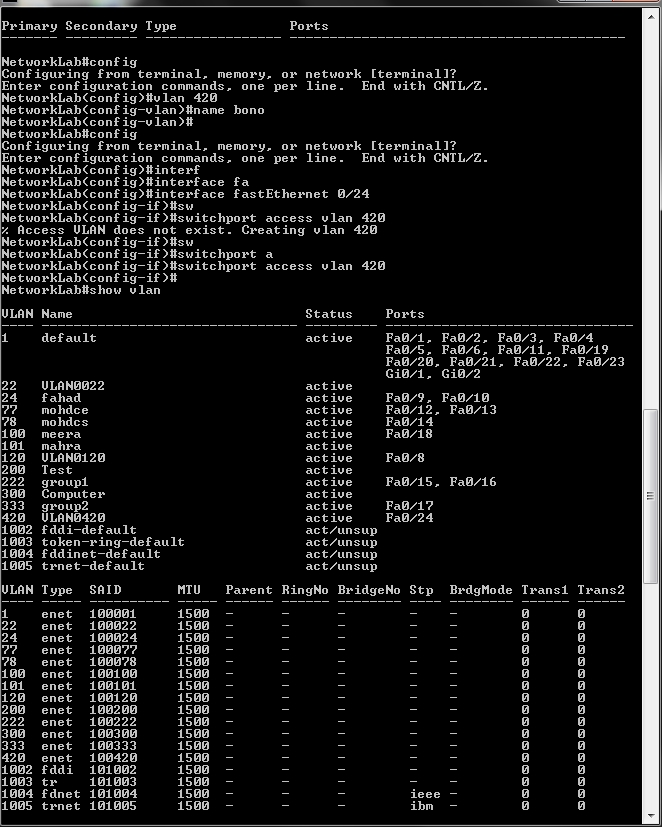 Primary Secondary Type              Ports
------- --------- ----------------- ------------------------------------------
NetworkLab#config
Configuring from terminal, memory, or network [terminal]?
Enter configuration commands, one per line.  End with CNTL/Z.
NetworkLab(config)#vlan 420
NetworkLab(config-vlan)#name bono
NetworkLab(config-vlan)#
NetworkLab#config
Configuring from terminal, memory, or network [terminal]?
Enter configuration commands, one per line.  End with CNTL/Z.
NetworkLab(config)#interf
NetworkLab(config)#interface fa
NetworkLab(config)#interface fastEthernet 0/24
NetworkLab(config-if)#sw
NetworkLab(config-if)#switchport access vlan 420
% Access VLAN does not exist. Creating vlan 420
NetworkLab(config-if)#sw
NetworkLab(config-if)#switchport a
NetworkLab(config-if)#switchport access vlan 420
NetworkLab(config-if)#
NetworkLab#show vlan
VLAN Name                             Status    Ports
---- -------------------------------- --------- -------------------------------
1    default                          active    Fa0/1, Fa0/2, Fa0/3, Fa0/4
                                                Fa0/5, Fa0/6, Fa0/11, Fa0/19
                                                Fa0/20, Fa0/21, Fa0/22, Fa0/23
                                                Gi0/1, Gi0/2
22   VLAN0022                         active
24   fahad                            active    Fa0/9, Fa0/10
77   mohdce                           active    Fa0/12, Fa0/13
78   mohdcs                           active    Fa0/14
100  meera                            active    Fa0/18
101  mahra                            active
120  VLAN0120                         active    Fa0/8
200  Test                             active
222  group1                           active    Fa0/15, Fa0/16
300  Computer                         active
333  group2                           active    Fa0/17
420  VLAN0420                         active    Fa0/24
1002 fddi-default                     act/unsup
1003 token-ring-default               act/unsup
1004 fddinet-default                  act/unsup
1005 trnet-default                    act/unsup
VLAN Type  SAID       MTU   Parent RingNo BridgeNo Stp  BrdgMode Trans1 Trans2
---- ----- ---------- ----- ------ ------ -------- ---- -------- ------ ------
1    enet  100001     1500  -      -      -        -    -        0      0
22   enet  100022     1500  -      -      -        -    -        0      0
24   enet  100024     1500  -      -      -        -    -        0      0
77   enet  100077     1500  -      -      -        -    -        0      0
78   enet  100078     1500  -      -      -        -    -        0      0
100  enet  100100     1500  -      -      -        -    -        0      0
101  enet  100101     1500  -      -      -        -    -        0      0
120  enet  100120     1500  -      -      -        -    -        0      0
200  enet  100200     1500  -      -      -        -    -        0      0
222  enet  100222     1500  -      -      -        -    -        0      0
300  enet  100300     1500  -      -      -        -    -        0      0
333  enet  100333     1500  -      -      -        -    -        0      0
420  enet  100420     1500  -      -      -        -    -        0      0
1002 fddi  101002     1500  -      -      -        -    -        0      0
1003 tr    101003     1500  -      -      -        -    -        0      0
1004 fdnet 101004     1500  -      -      -        ieee -        0      0
1005 trnet 101005     1500  -      -      -        ibm  -        0      0